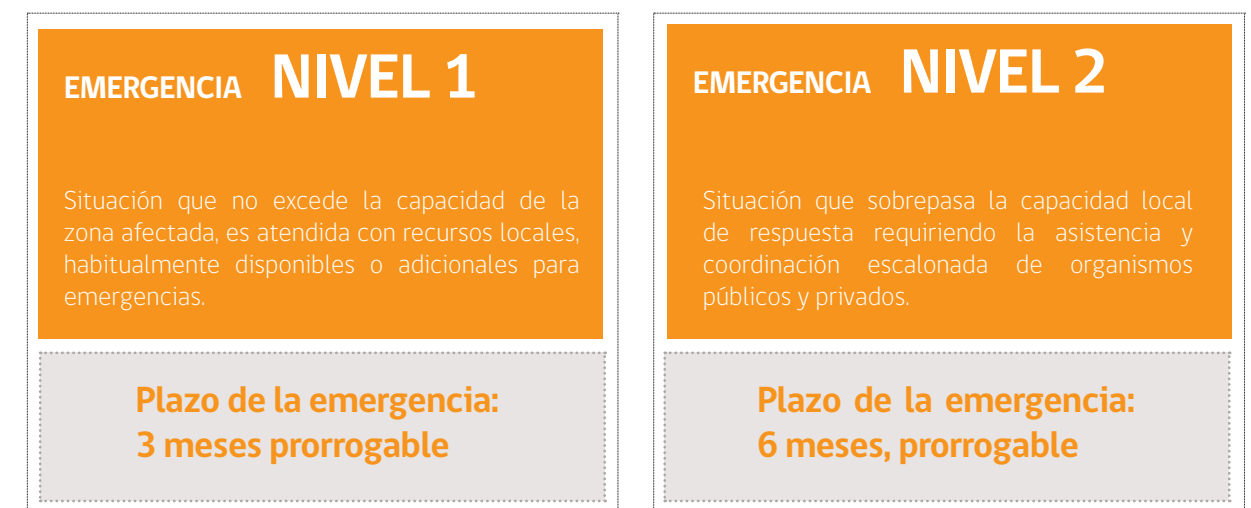 EMERGENCIA NIVEL 1
Situación que no excede la capacidad de la
zona afectada, es atendida con recursos locales,
habitualmente disponibles o adicionales para
emergencias.
Plazo de la emergencia:
3 meses prorrogable
EMERGENCIA NIVEL 2
Situación que sobrepasa la capacidad local
de respuesta requiriendo la asistencia y
coordinación escalonada de organismos
públicos y privados.
Plazo de la emergencia:
6 meses, prorrogable